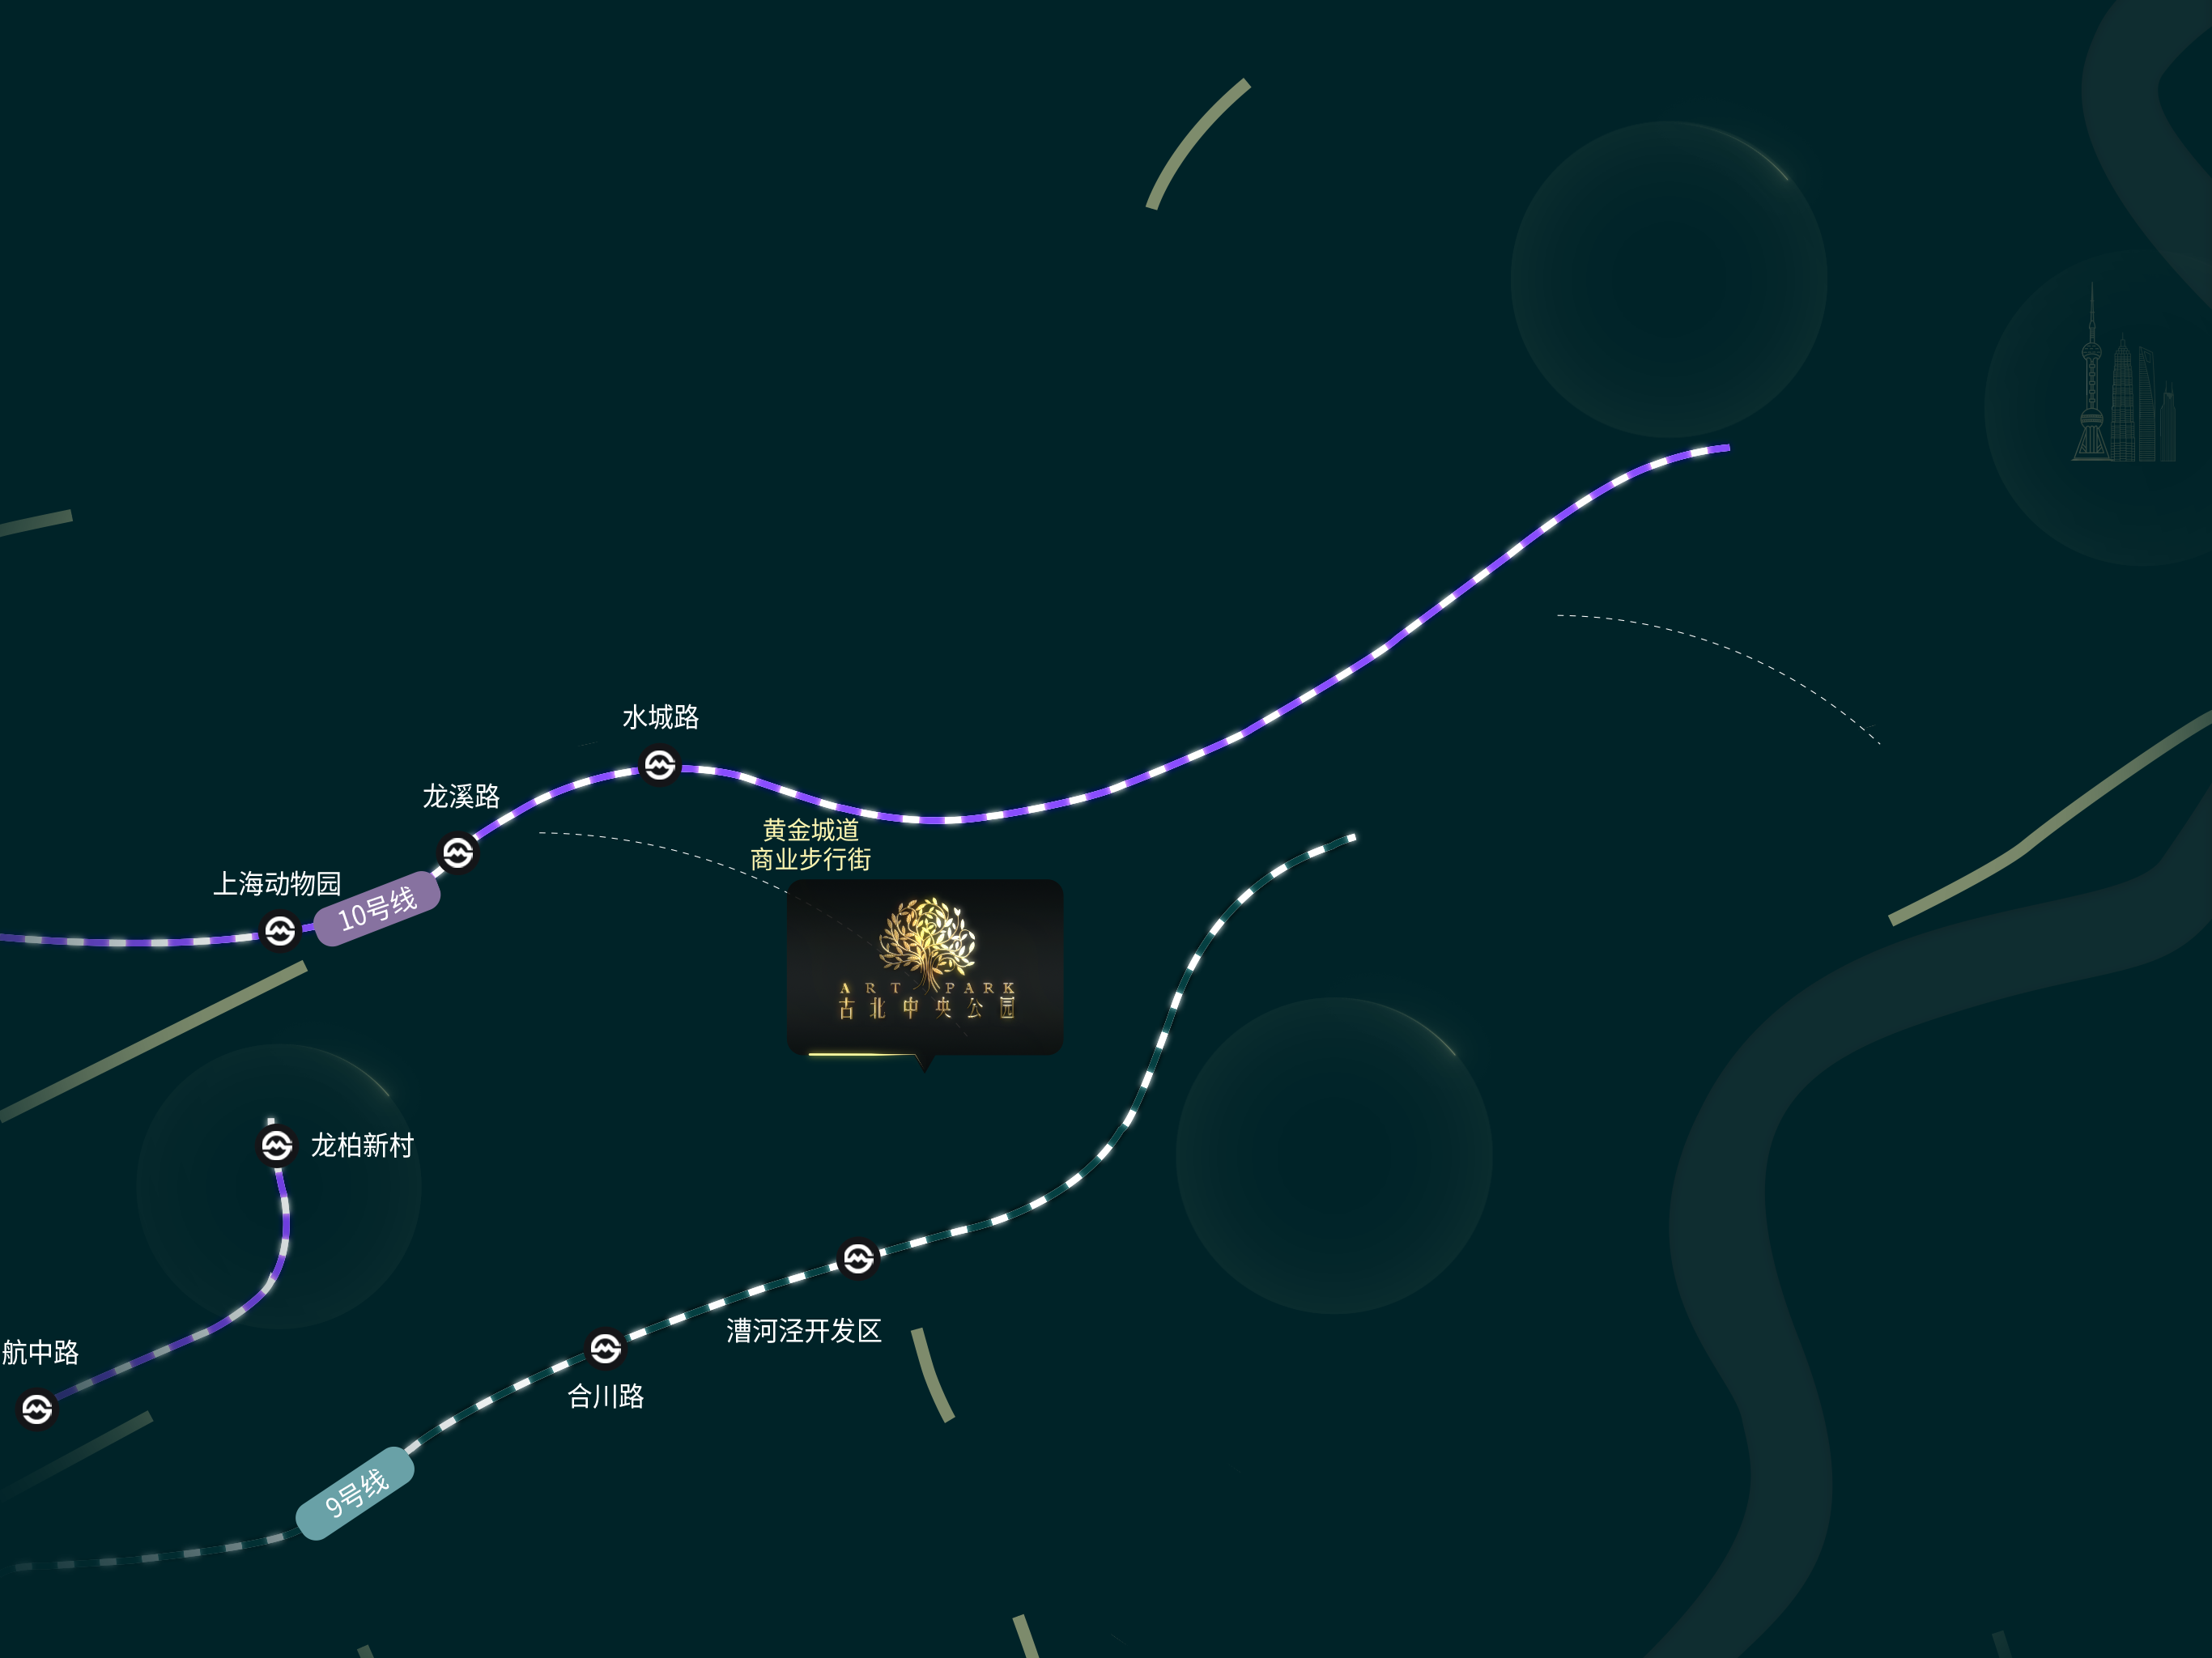 水城路
龙溪路
黄金城道
商业步行街
上海动物园
10号线
ART PARK
古北中央公园
龙柏新村
漕河泾开发区
航中路
合川路
9号线